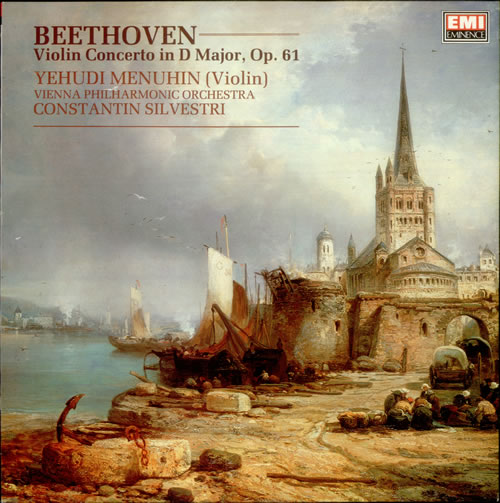 BEETHOVEN
Violin Concerto in D Major, Op. 61
YEHUDI MENUHIN (Violin)
VIENNA PHILHARMONIC ORCHESTRA
CONSTANTIN SILVESTRI
EMI
EMINENCE